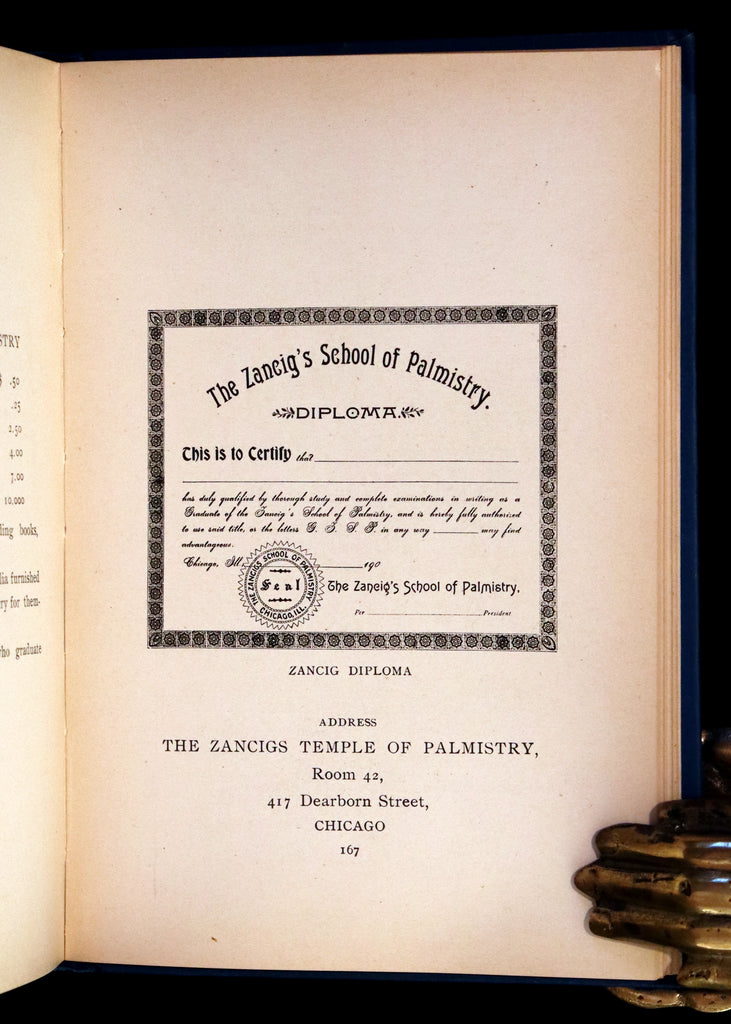 STRY
$ .50
.25
2.50
4.00
7.00
10.000
ding books,
lia furnished
ry for them-
ho graduate
The Zancig's School of Palmistry.
DIPLOMA.
This is to Certify that
has duly qualified by thorough study and complete examinations in writing as a
Graduate of the Zancig's School of Palmistry, and is hereby fully authorized
to use said title, or the letters G. Z. S. P. in any way may find
advantageous.
Chicago, Ill. 190
THE ZANCIGS SCHOOL OF PALMISTRY
Seal
CHICAGO, ILL.
The Zancig's School of Palmistry.
Per President
ZANCIG DIPLOMA
ADDRESS
THE ZANCIGS TEMPLE OF PALMISTRY,
Room 42,
417 Dearborn Street,
CHICAGO
167